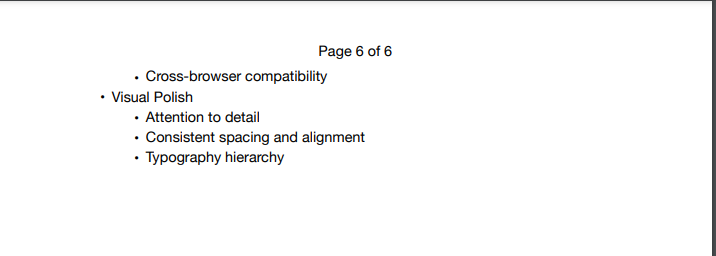 Page 6 of 6
• Cross-browser compatibility
• Visual Polish
• Attention to detail
• Consistent spacing and alignment
• Typography hierarchy